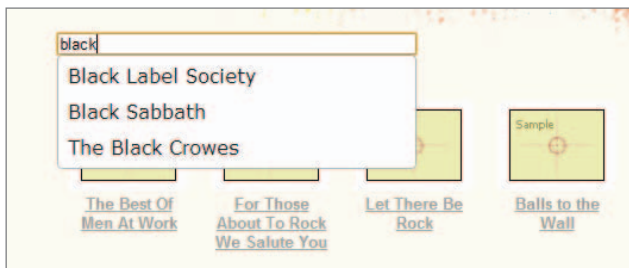 black
Black Label Society
Black Sabbath
The Black Crowes
Sample
The Best Of
Men At Work
For Those
About To Rock
We Salute You
Let There Be
Rock
Balls to the
Wall